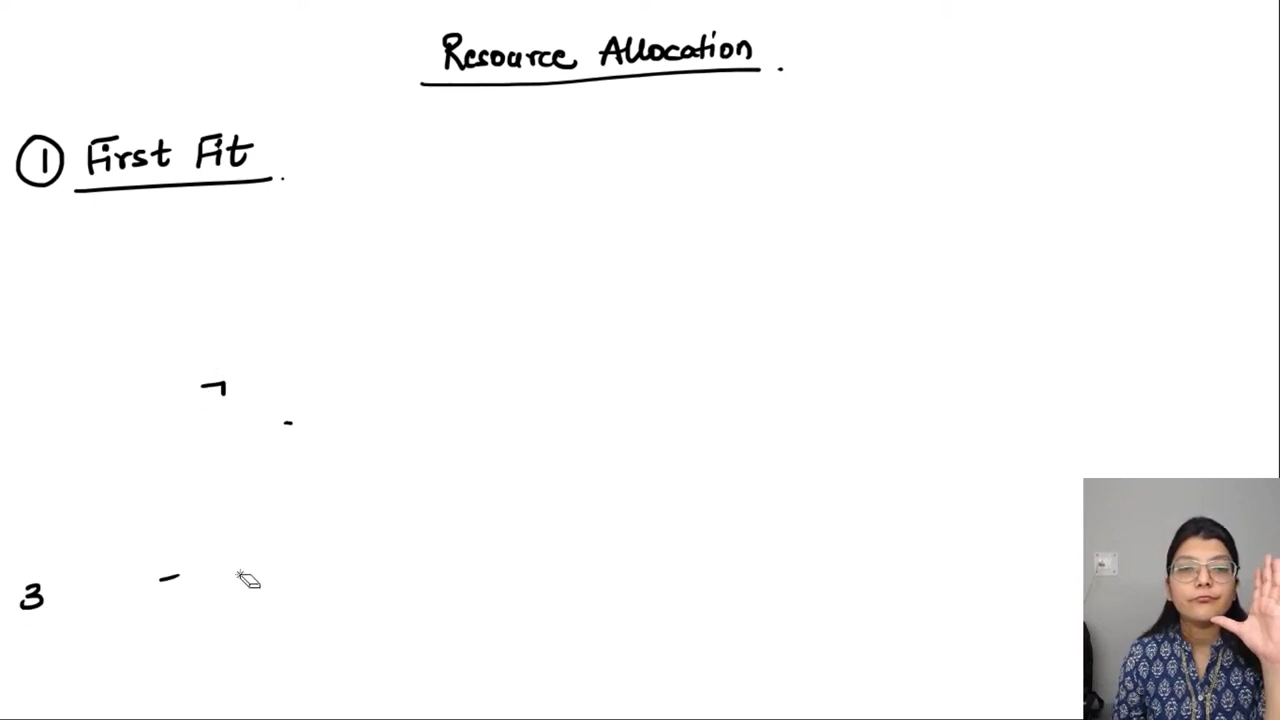 Resource Allocation.
① First Fit.
3